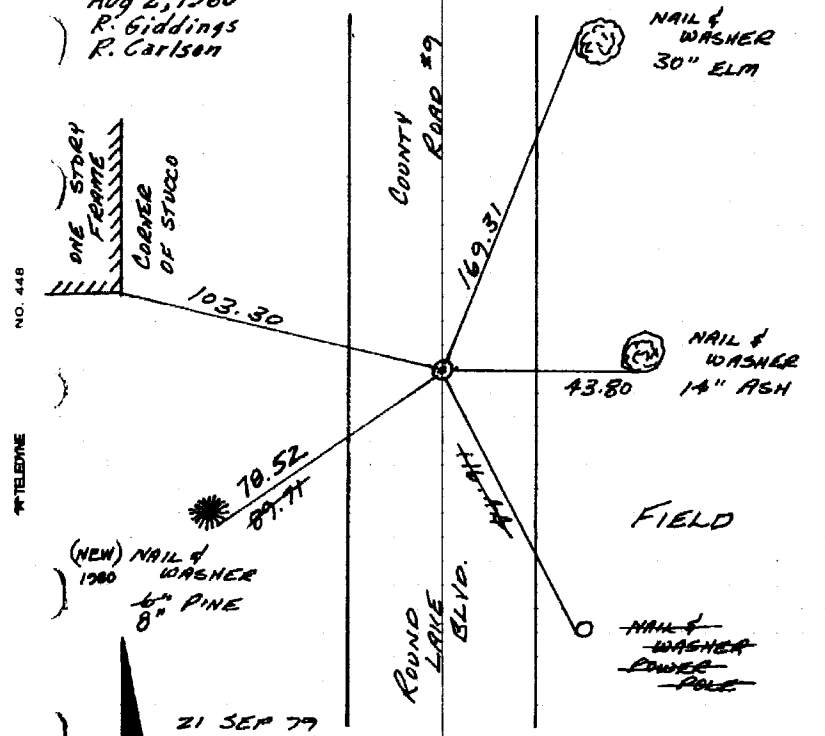 Aug 2, 1980
R. Giddings
R. Carlson
NAIL &
WASHER
30" ELM
COUNTY
ROAD #9
ONE STORY
FRAME
CORNER
OF STUCCO
169.31
103.30
NO. 448
NAIL &
WASHER
14" ASH
43.80
78.52
89.71
TELEDYNE
FIELD
(NEW) NAIL &
1980 WASHER
6" PINE
8"
ROUND
LAKE
BLVD.
NAIL &
WASHER
POWER
POLE
21 SEP 79